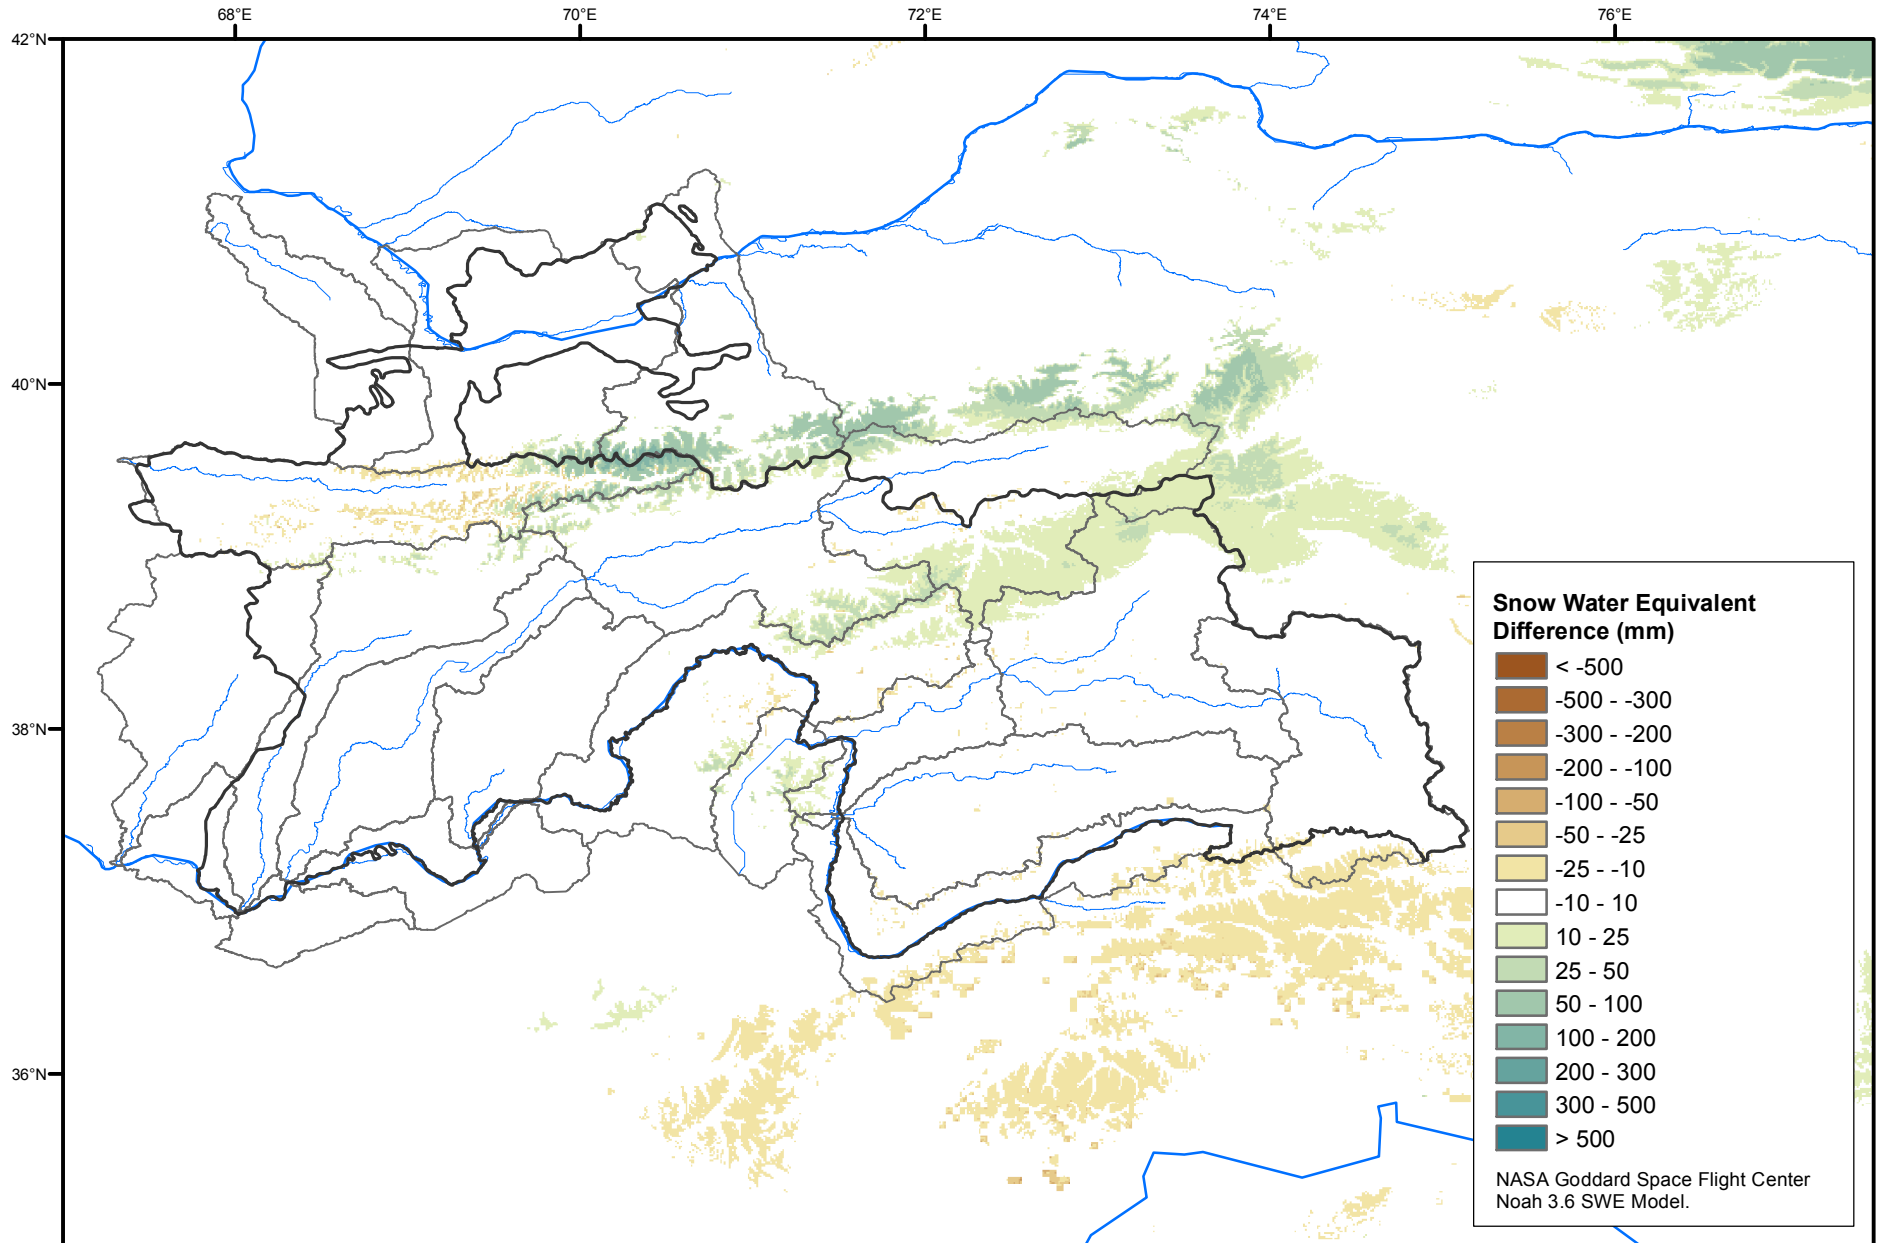 68°E
70°E
72°E
74°E
76°E
42°N
40°N
38°N
36°N
Snow Water Equivalent
Difference (mm)
< -500
-500 - -300
-300 - -200
-200 - -100
-100 - -50
-50 - -25
-25 - -10
-10 - 10
10 - 25
25 - 50
50 - 100
100 - 200
200 - 300
300 - 500
> 500
NASA Goddard Space Flight Center
Noah 3.6 SWE Model.